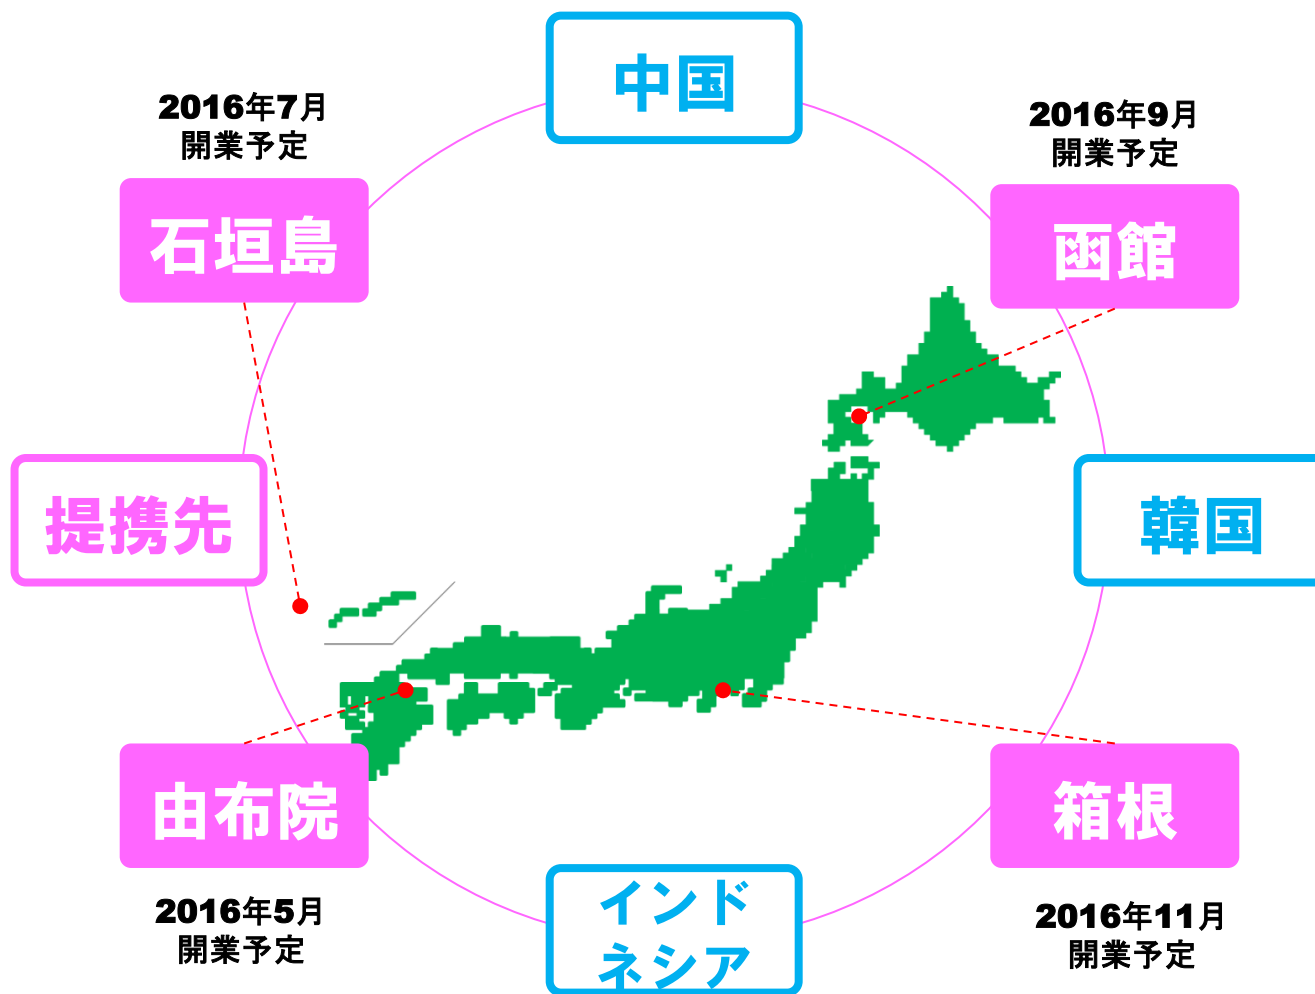 中国
2016年7月
開業予定
石垣島
2016年9月
開業予定
函館
提携先
韓国
由布院
2016年5月
開業予定
箱根
2016年11月
開業予定
インド
ネシア